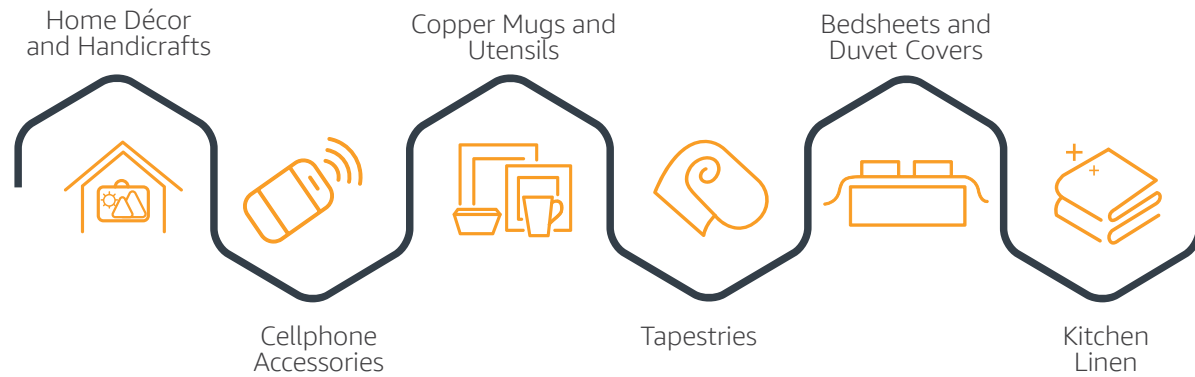 Home Décor
and Handicrafts
Cellphone
Accessories
Copper Mugs and
Utensils
Tapestries
Bedsheets and
Duvet Covers
Kitchen
Linen